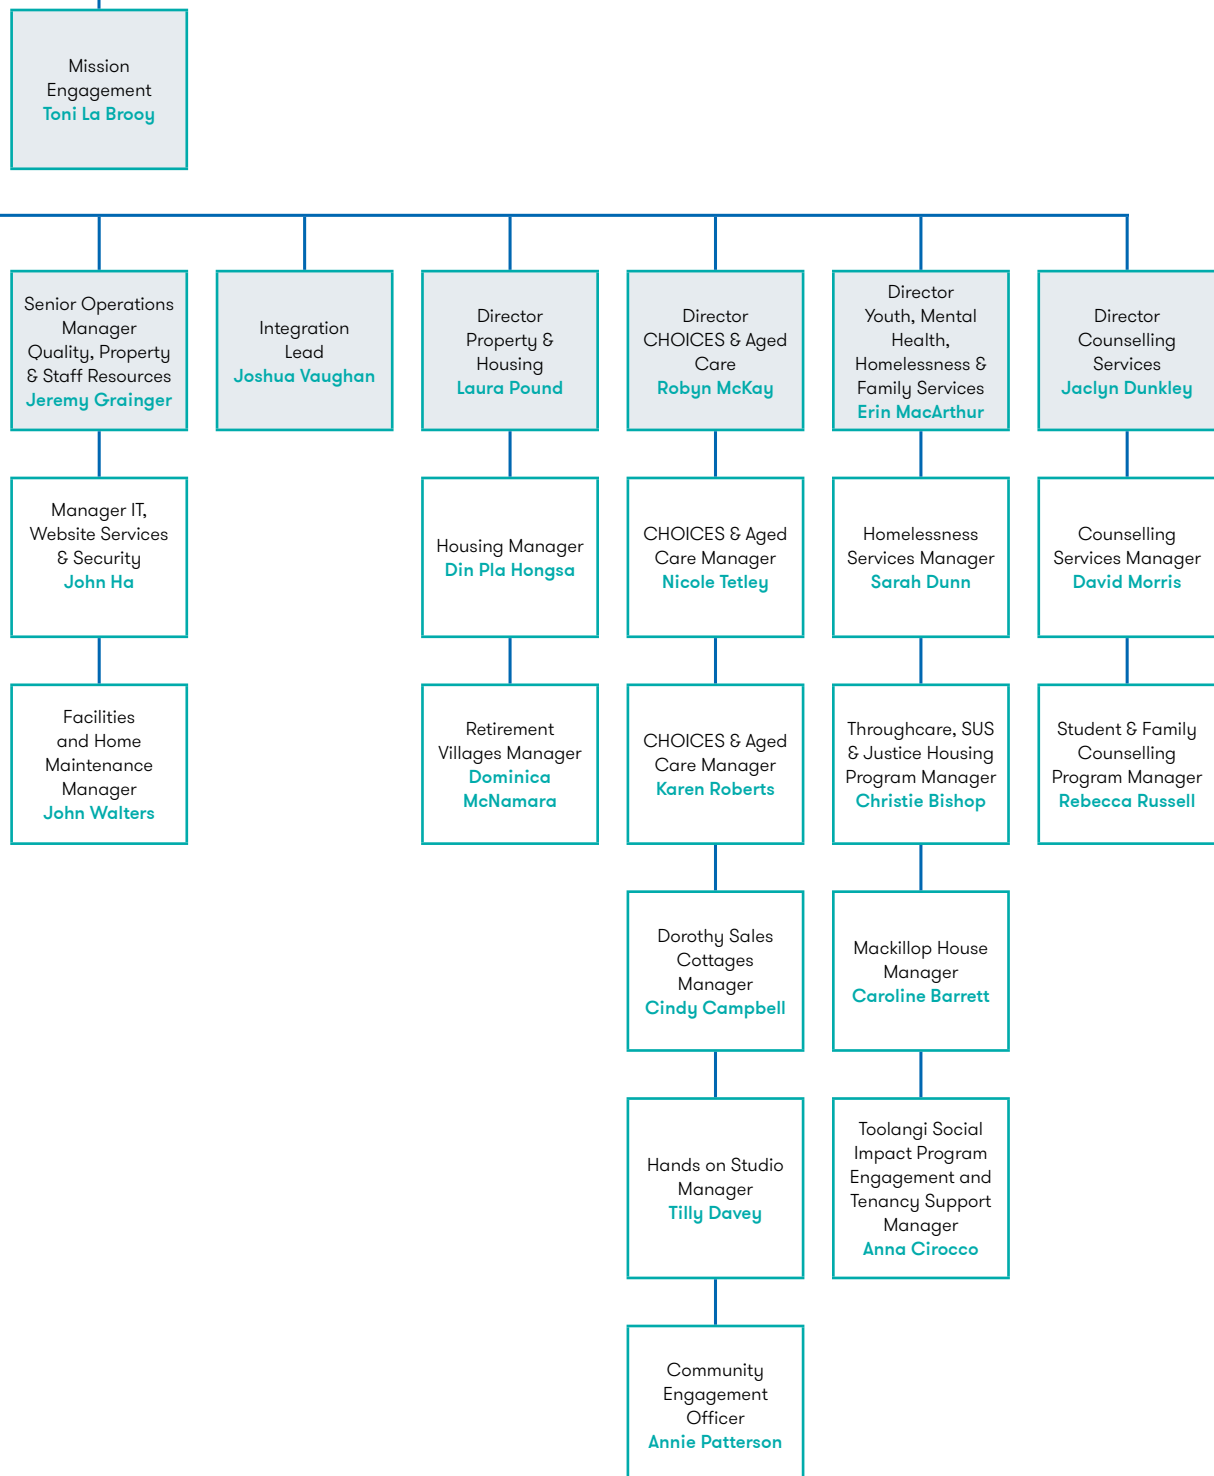 Mission
Engagement
Toni La Brooy
Senior Operations
Manager
Quality, Property
& Staff Resources
Jeremy Grainger
Integration
Lead
Joshua Vaughan
Director
Property &
Housing
Laura Pound
Director
CHOICES & Aged
Care
Robyn McKay
Director
Youth, Mental
Health,
Homelessness &
Family Services
Erin MacArthur
Director
Counselling
Services
Jaclyn Dunkley
Manager IT,
Website Services
& Security
John Ha
Housing Manager
Din Pla Hongsa
CHOICES & Aged
Care Manager
Nicole Tetley
Homelessness
Services Manager
Sarah Dunn
Counselling
Services Manager
David Morris
Facilities
and Home
Maintenance
Manager
John Walters
Retirement
Villages Manager
Dominica
McNamara
CHOICES & Aged
Care Manager
Karen Roberts
Throughcare, SUS
& Justice Housing
Program Manager
Christie Bishop
Student & Family
Counselling
Program Manager
Rebecca Russell
Dorothy Sales
Cottages
Manager
Cindy Campbell
Mackillop House
Manager
Caroline Barrett
Hands on Studio
Manager
Tilly Davey
Toolangi Social
Impact Program
Engagement and
Tenancy Support
Manager
Anna Cirocco
Community
Engagement
Officer
Annie Patterson